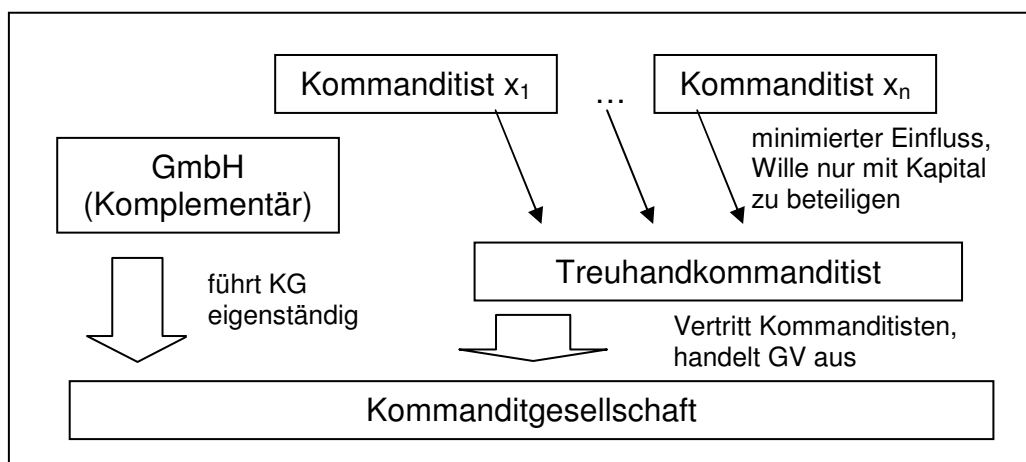 Kommanditist x₁
...
Kommanditist xₙ
minimierter Einfluss,
Wille nur mit Kapital
zu beteiligen
GmbH
(Komplementär)
führt KG
eigenständig
Treuhandkommanditist
Vertritt Kommanditisten,
handelt GV aus
Kommanditgesellschaft